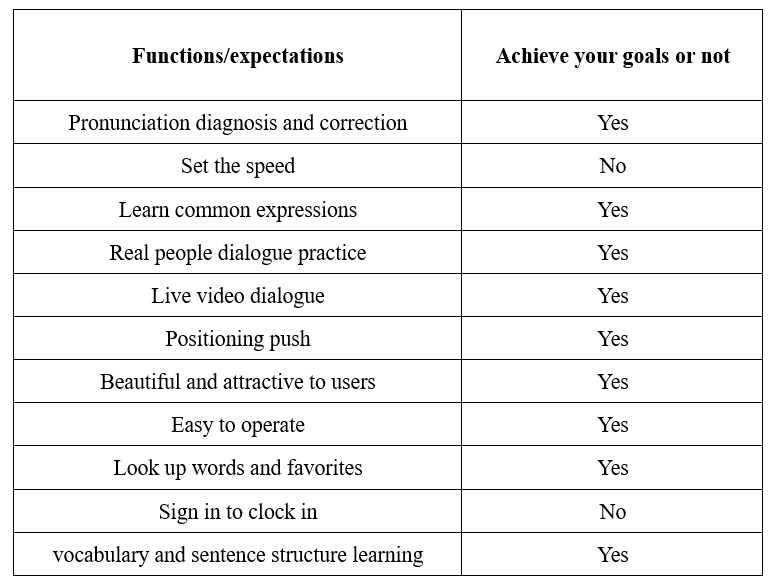 Functions/expectations Achieve your goals or not
Pronunciation diagnosis and correction Yes
Set the speed No
Learn common expressions Yes
Real people dialogue practice Yes
Live video dialogue Yes
Positioning push Yes
Beautiful and attractive to users Yes
Easy to operate Yes
Look up words and favorites Yes
Sign in to clock in No
vocabulary and sentence structure learning Yes